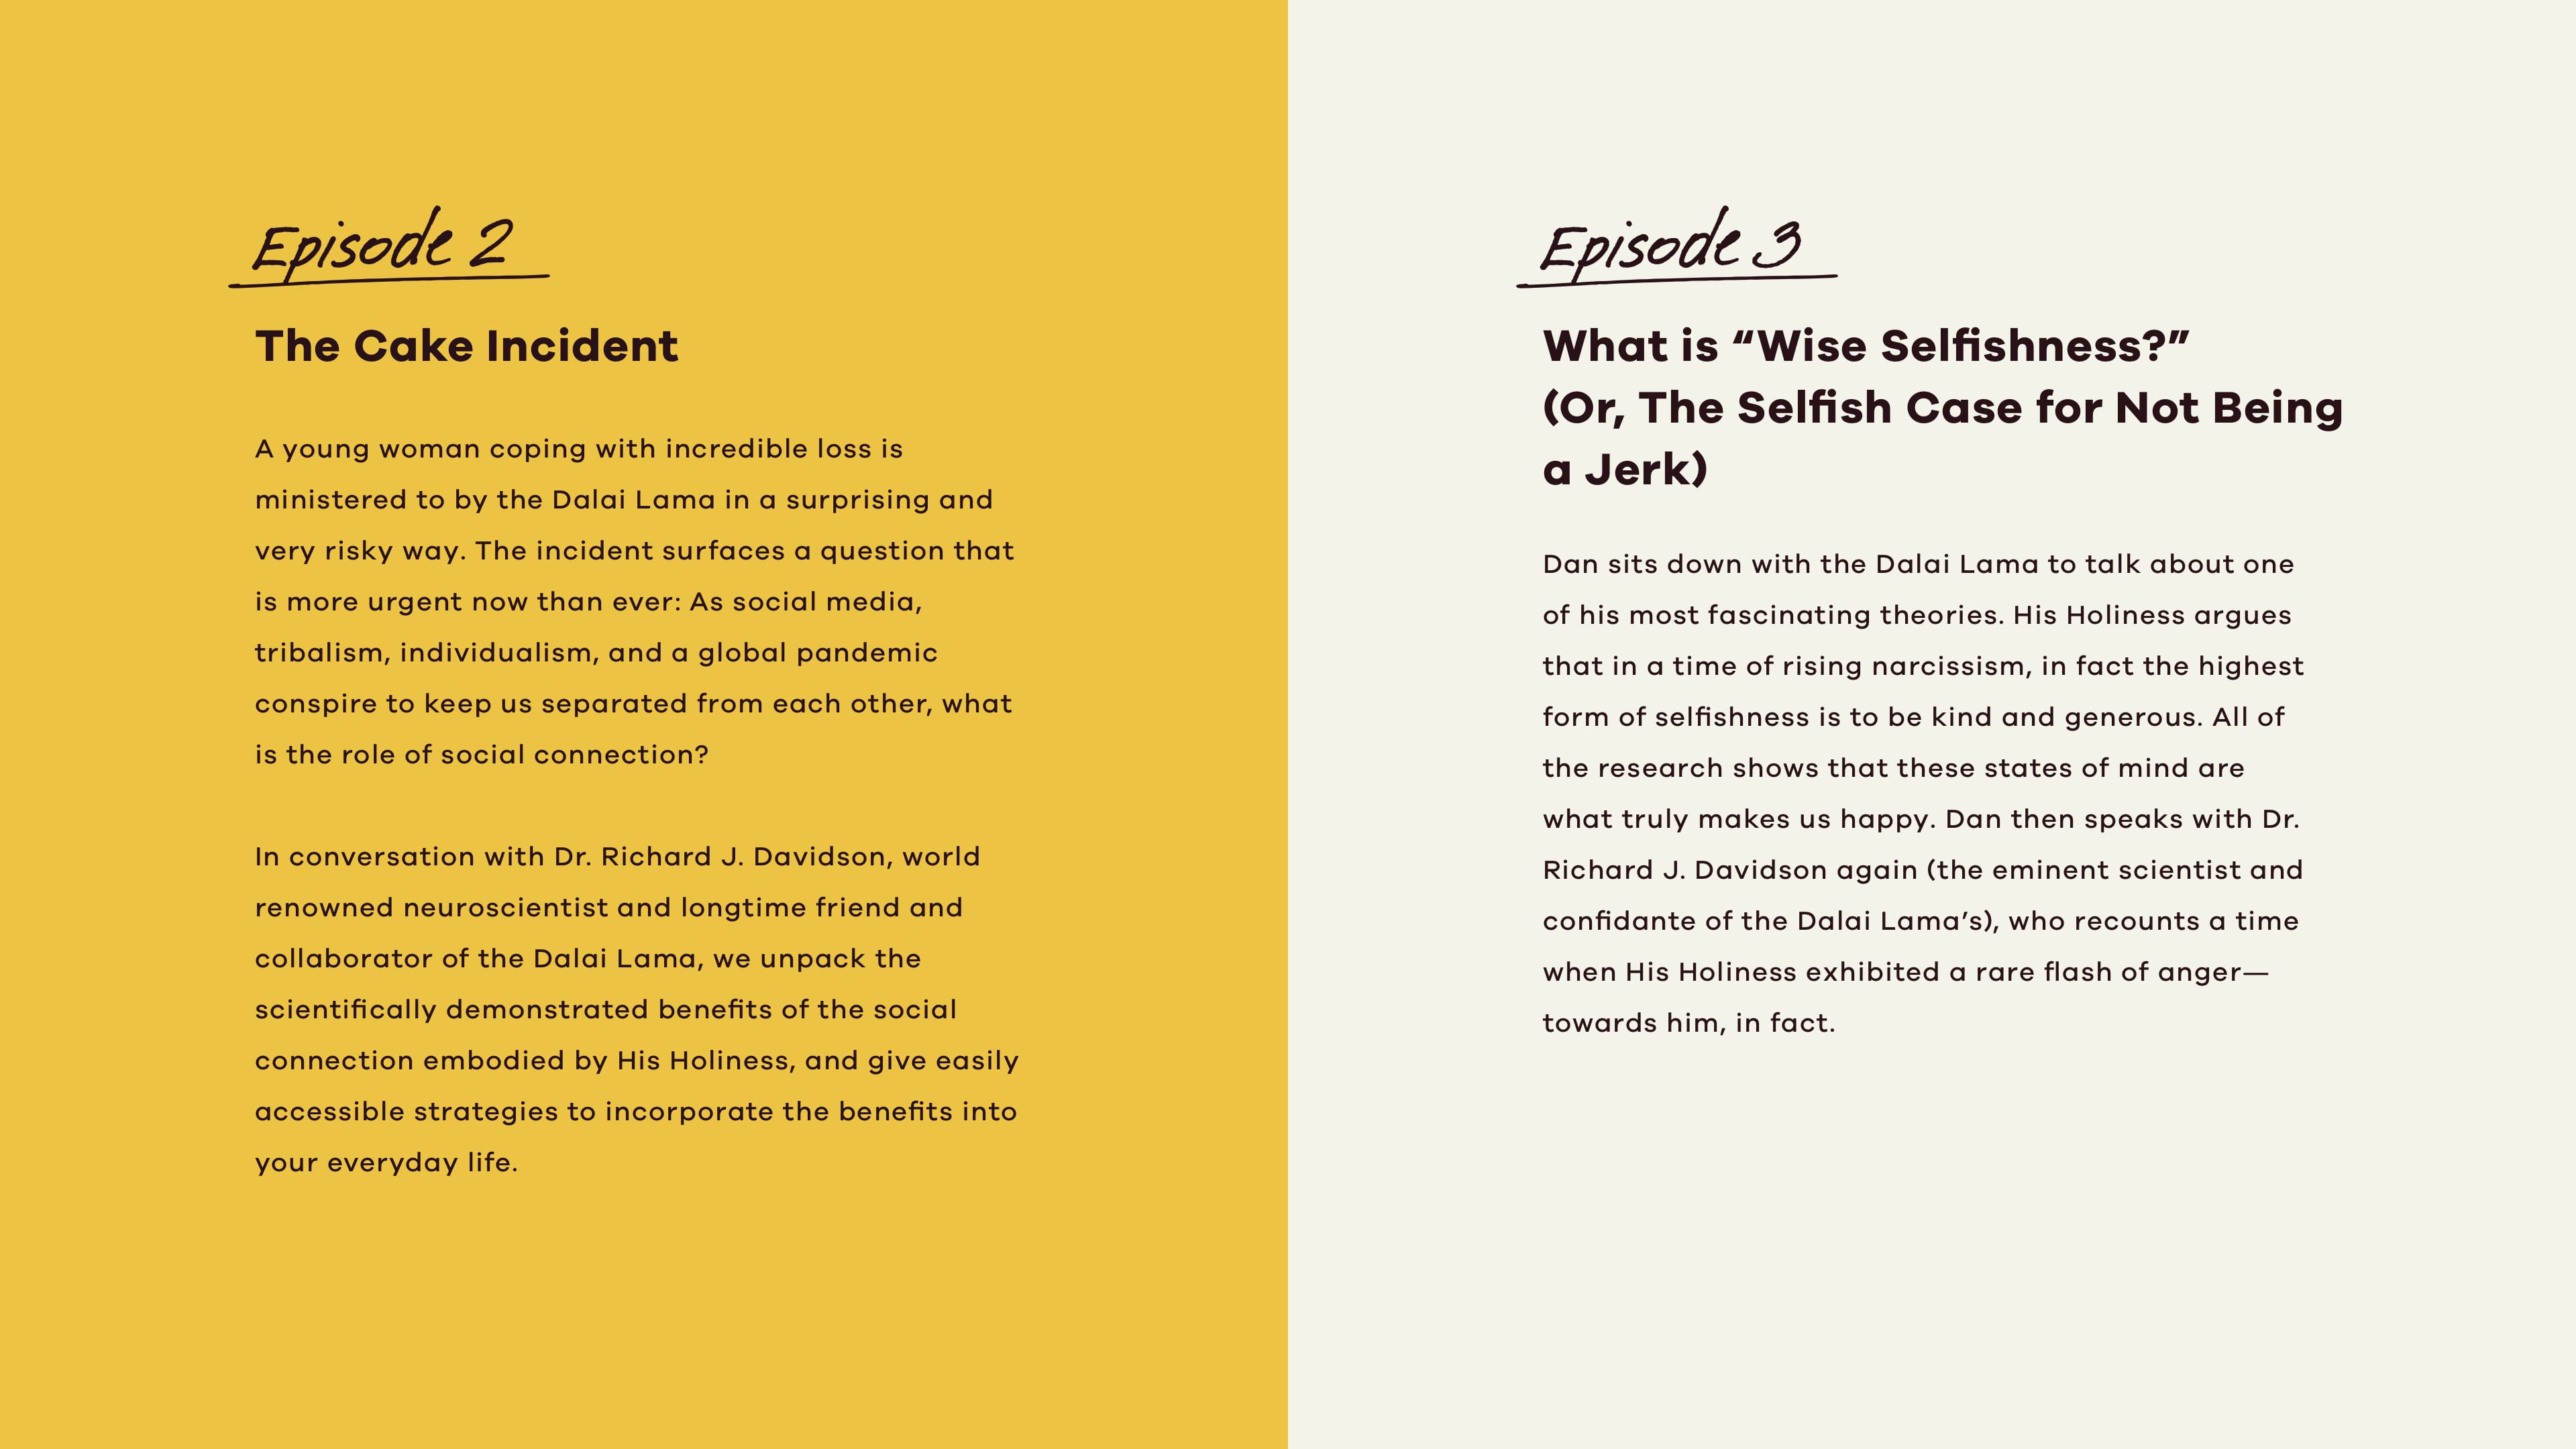 Episode 2
The Cake Incident
A young woman coping with incredible loss is
ministered to by the Dalai Lama in a surprising and
very risky way. The incident surfaces a question that
is more urgent now than ever: As social media,
tribalism, individualism, and a global pandemic
conspire to keep us separated from each other, what
is the role of social connection?
In conversation with Dr. Richard J. Davidson, world
renowned neuroscientist and longtime friend and
collaborator of the Dalai Lama, we unpack the
scientifically demonstrated benefits of the social
connection embodied by His Holiness, and give easily
accessible strategies to incorporate the benefits into
your everyday life.
Episode 3
What is “Wise Selfishness?”
(Or, The Selfish Case for Not Being
a Jerk)
Dan sits down with the Dalai Lama to talk about one
of his most fascinating theories. His Holiness argues
that in a time of rising narcissism, in fact the highest
form of selfishness is to be kind and generous. All of
the research shows that these states of mind are
what truly makes us happy. Dan then speaks with Dr.
Richard J. Davidson again (the eminent scientist and
confidante of the Dalai Lama’s), who recounts a time
when His Holiness exhibited a rare flash of anger—
towards him, in fact.